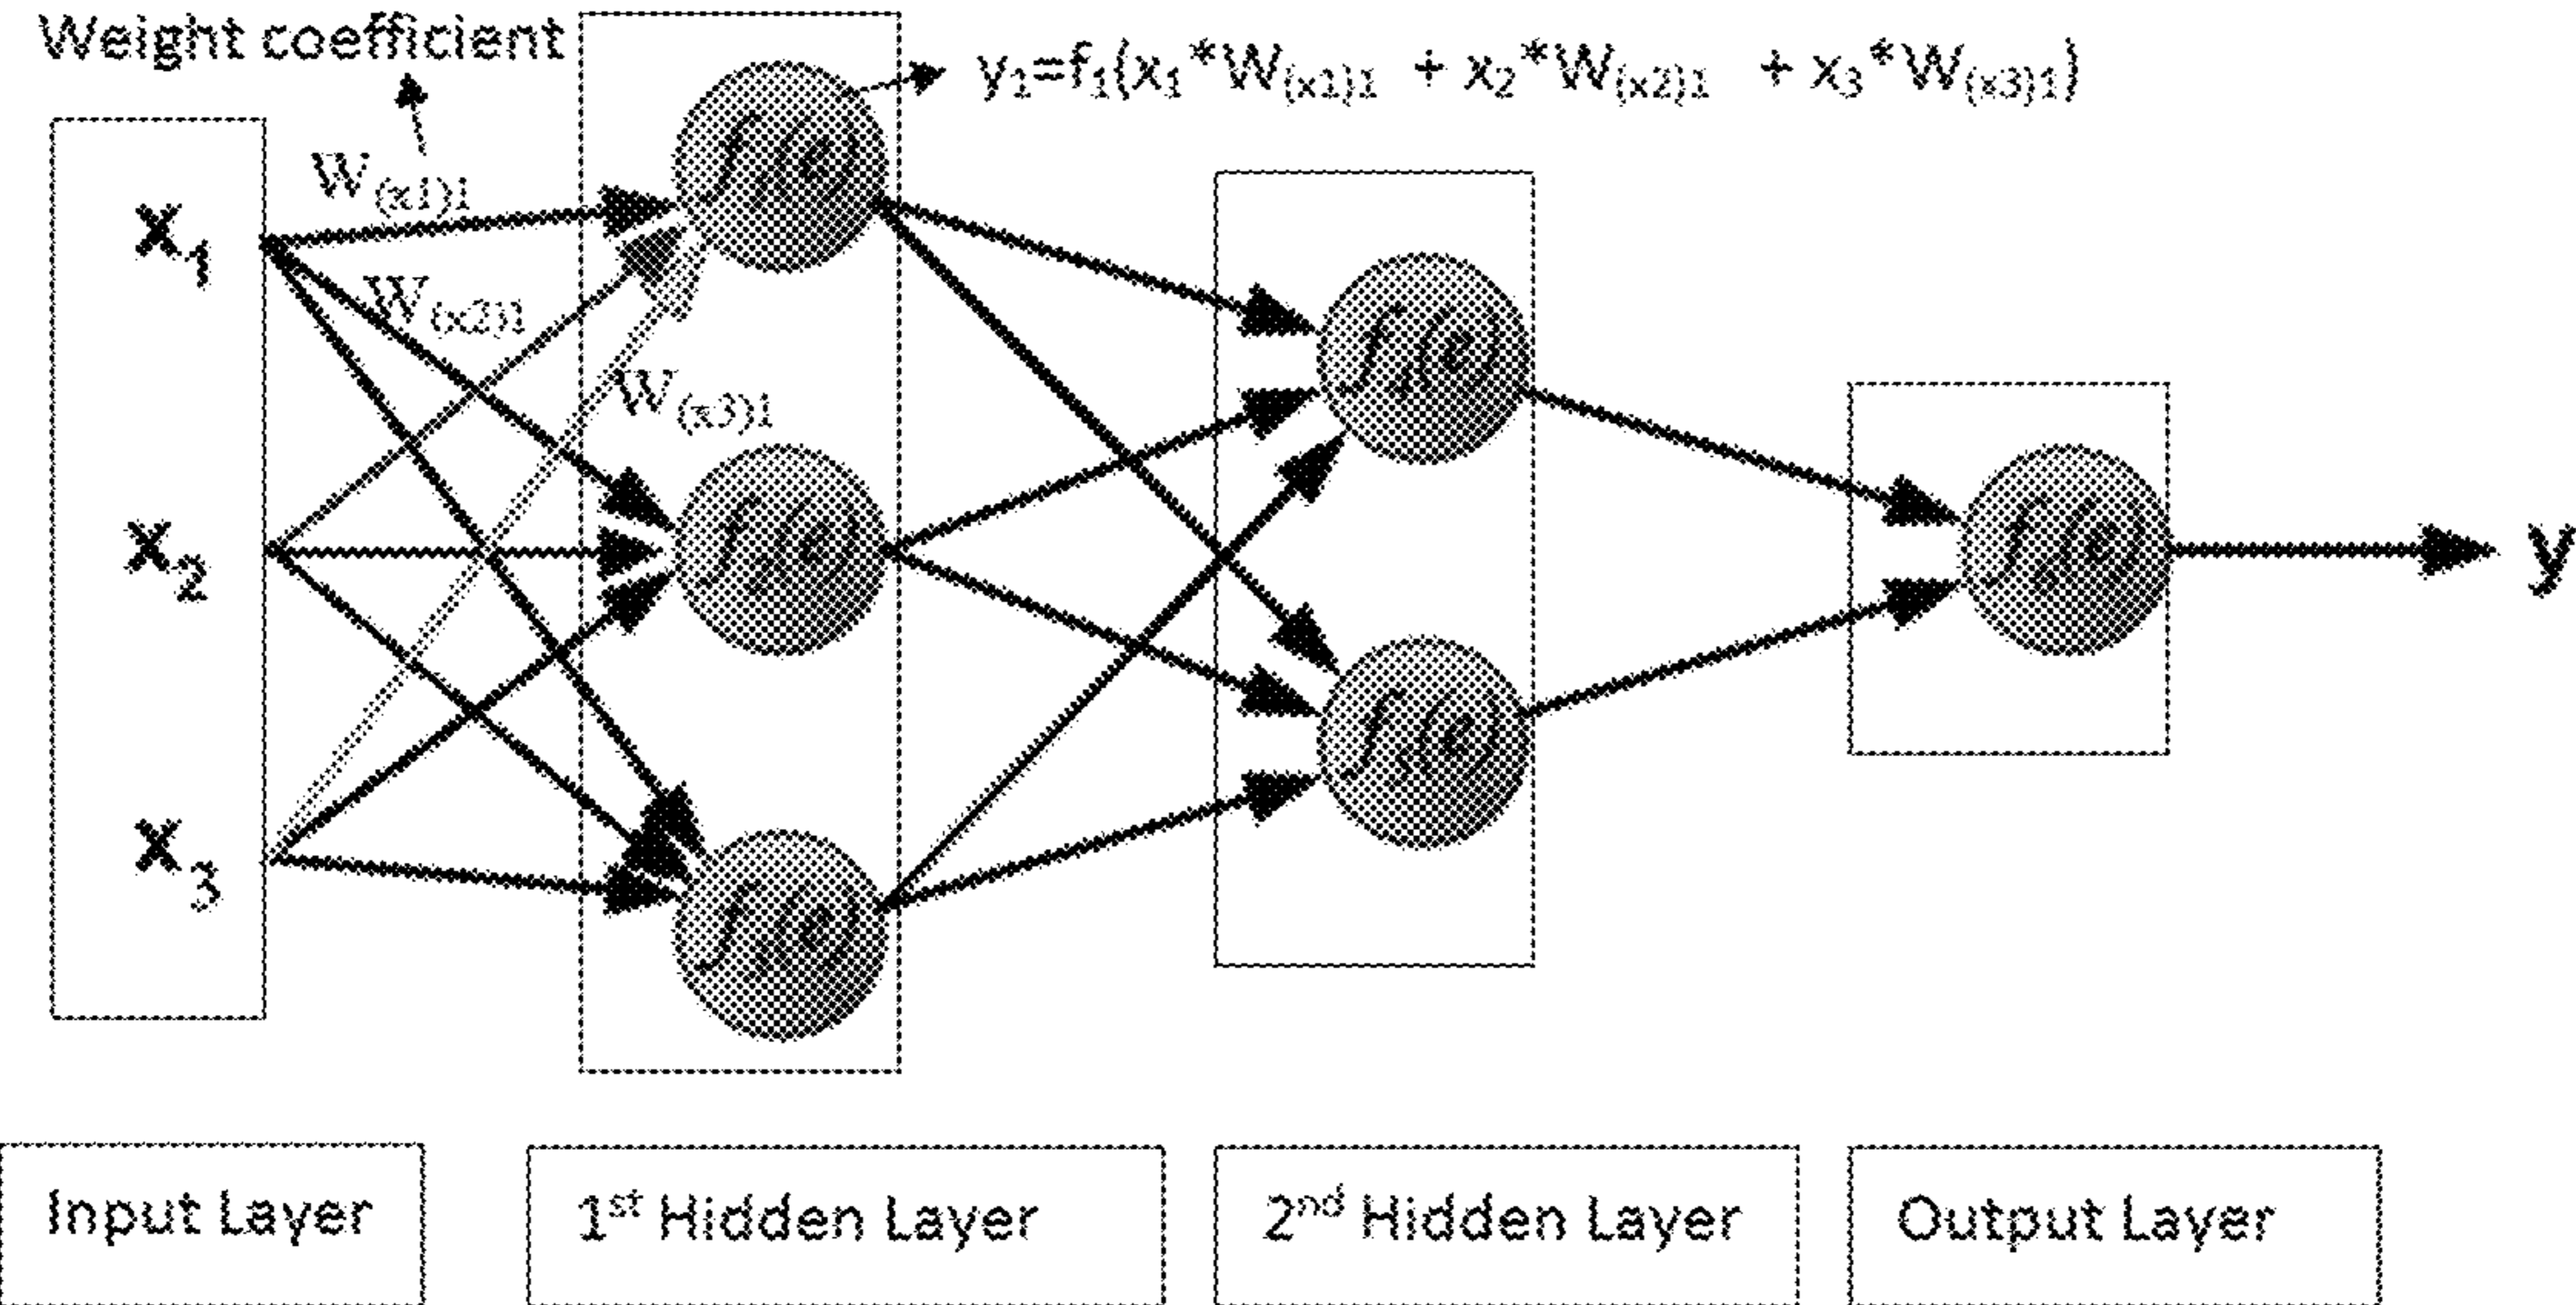 Weight coefficient
y₁=f₁(x₁*W₍ₓ₁₎₁ + x₂*W₍ₓ₂₎₁ + x₃*W₍ₓ₃₎₁)
W₍ₓ₁₎₁
x₁
W₍ₓ₂₎₁
W₍ₓ₃₎₁
x₂
y
x₃
Input Layer
1ˢᵗ Hidden Layer
2ⁿᵈ Hidden Layer
Output Layer